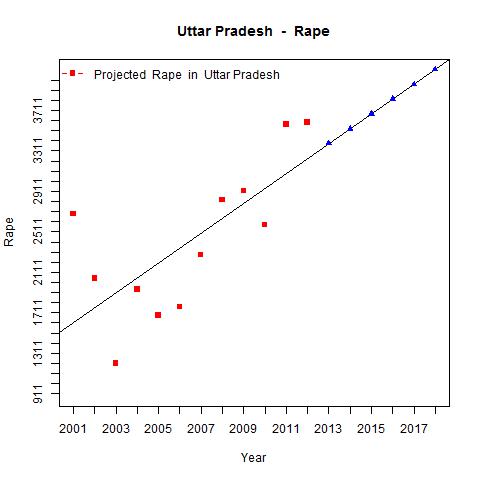 Uttar Pradesh - Rape
Projected Rape in Uttar Pradesh
3711
3311
2911
2511
2111
1711
1311
911
Rape
2001 2003 2005 2007 2009 2011 2013 2015 2017
Year